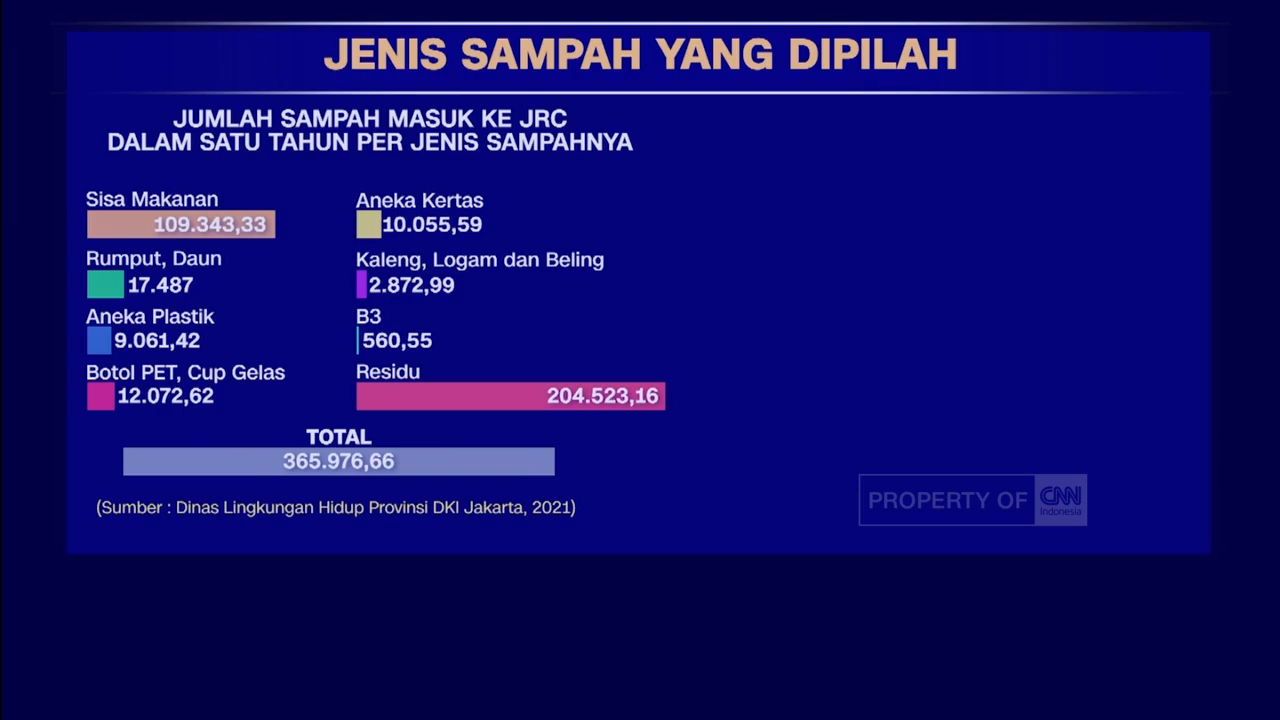 JENIS SAMPAH YANG DIPILAH
JUMLAH SAMPAH MASUK KE JRC
DALAM SATU TAHUN PER JENIS SAMPAHNYA
Sisa Makanan
109.343,33
Rumput, Daun
17.487
Aneka Plastik
9.061,42
Botol PET, Cup Gelas
12.072,62
Aneka Kertas
10.055,59
Kaleng, Logam dan Beling
2.872,99
B3
560,55
Residu
204.523,16
TOTAL
365.976,66
(Sumber : Dinas Lingkungan Hidup Provinsi DKI Jakarta, 2021)
PROPERTY OF CNN Indonesia